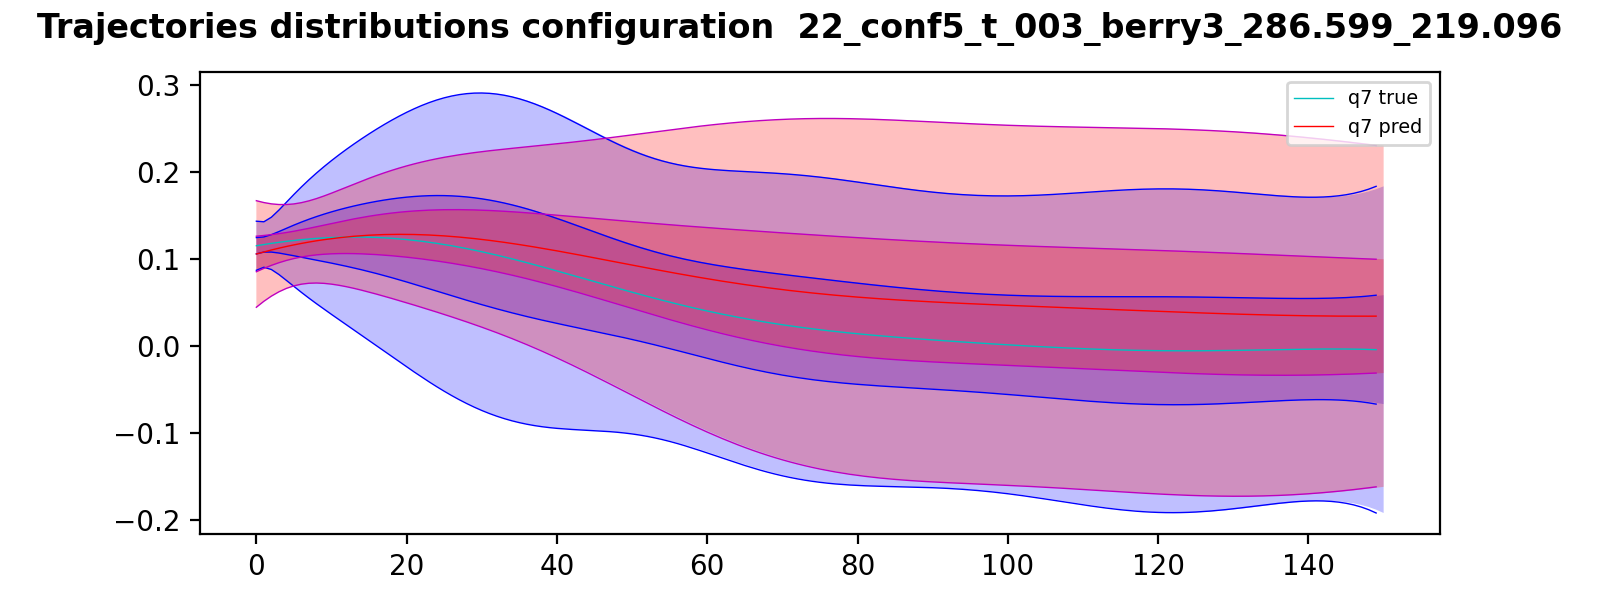 Trajectories distributions configuration  22_conf5_t_003_berry3_286.599_219.096
0.3
0.2
0.1
0.0
−0.1
−0.2
q7 true
q7 pred
0 20 40 60 80 100 120 140